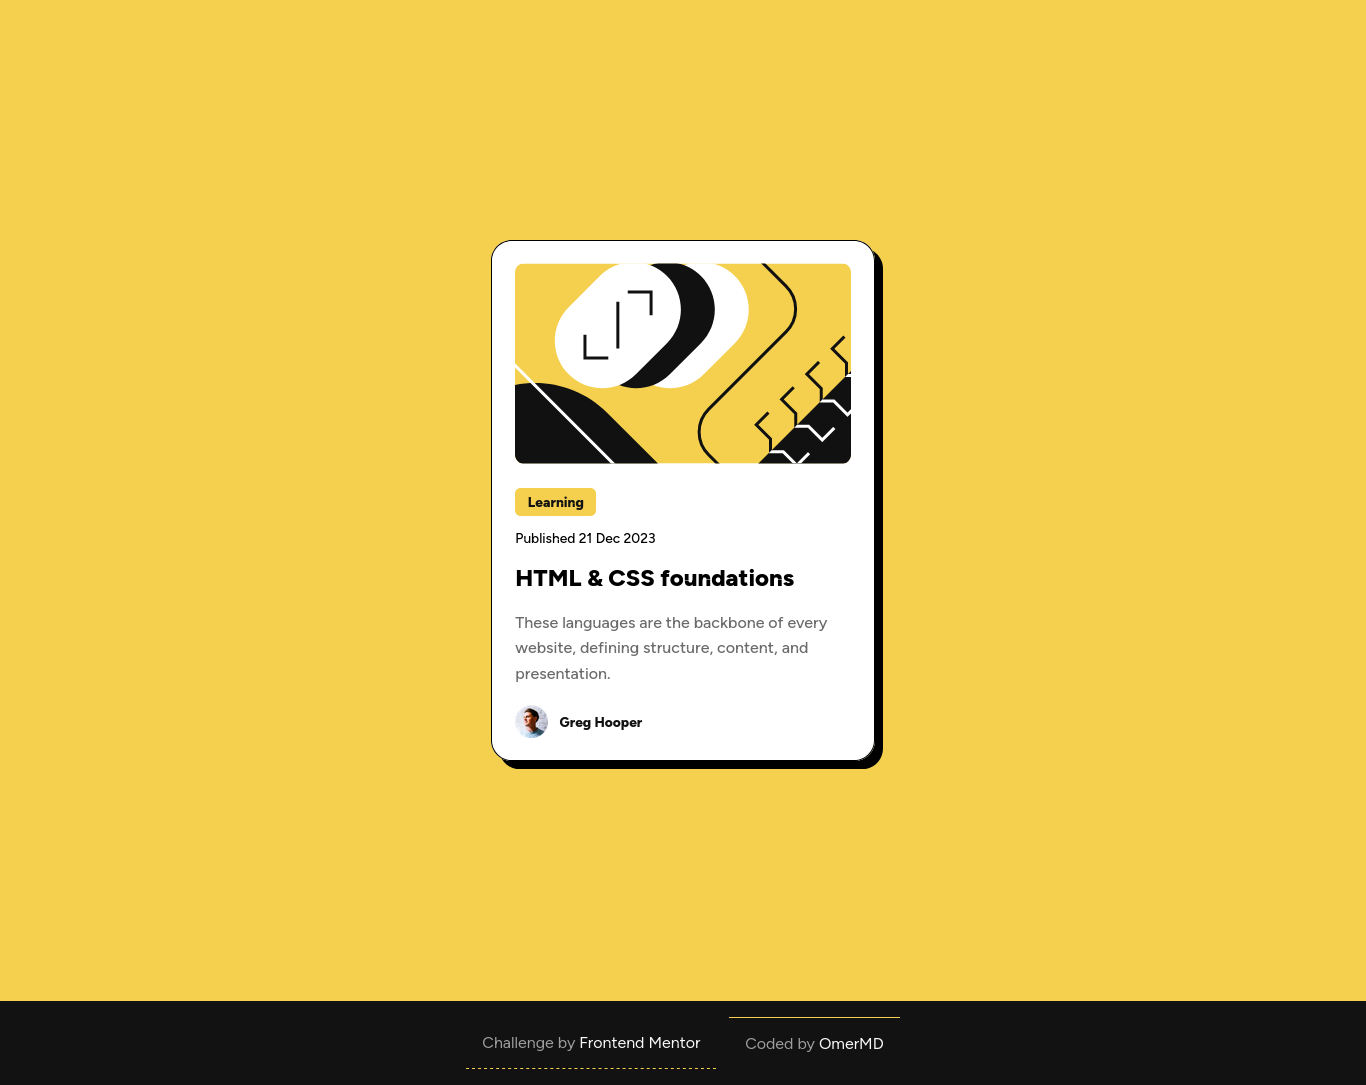 Learning
Published 21 Dec 2023
HTML & CSS foundations
These languages are the backbone of every
website, defining structure, content, and
presentation.
Greg Hooper
Challenge by Frontend Mentor
Coded by OmerMD